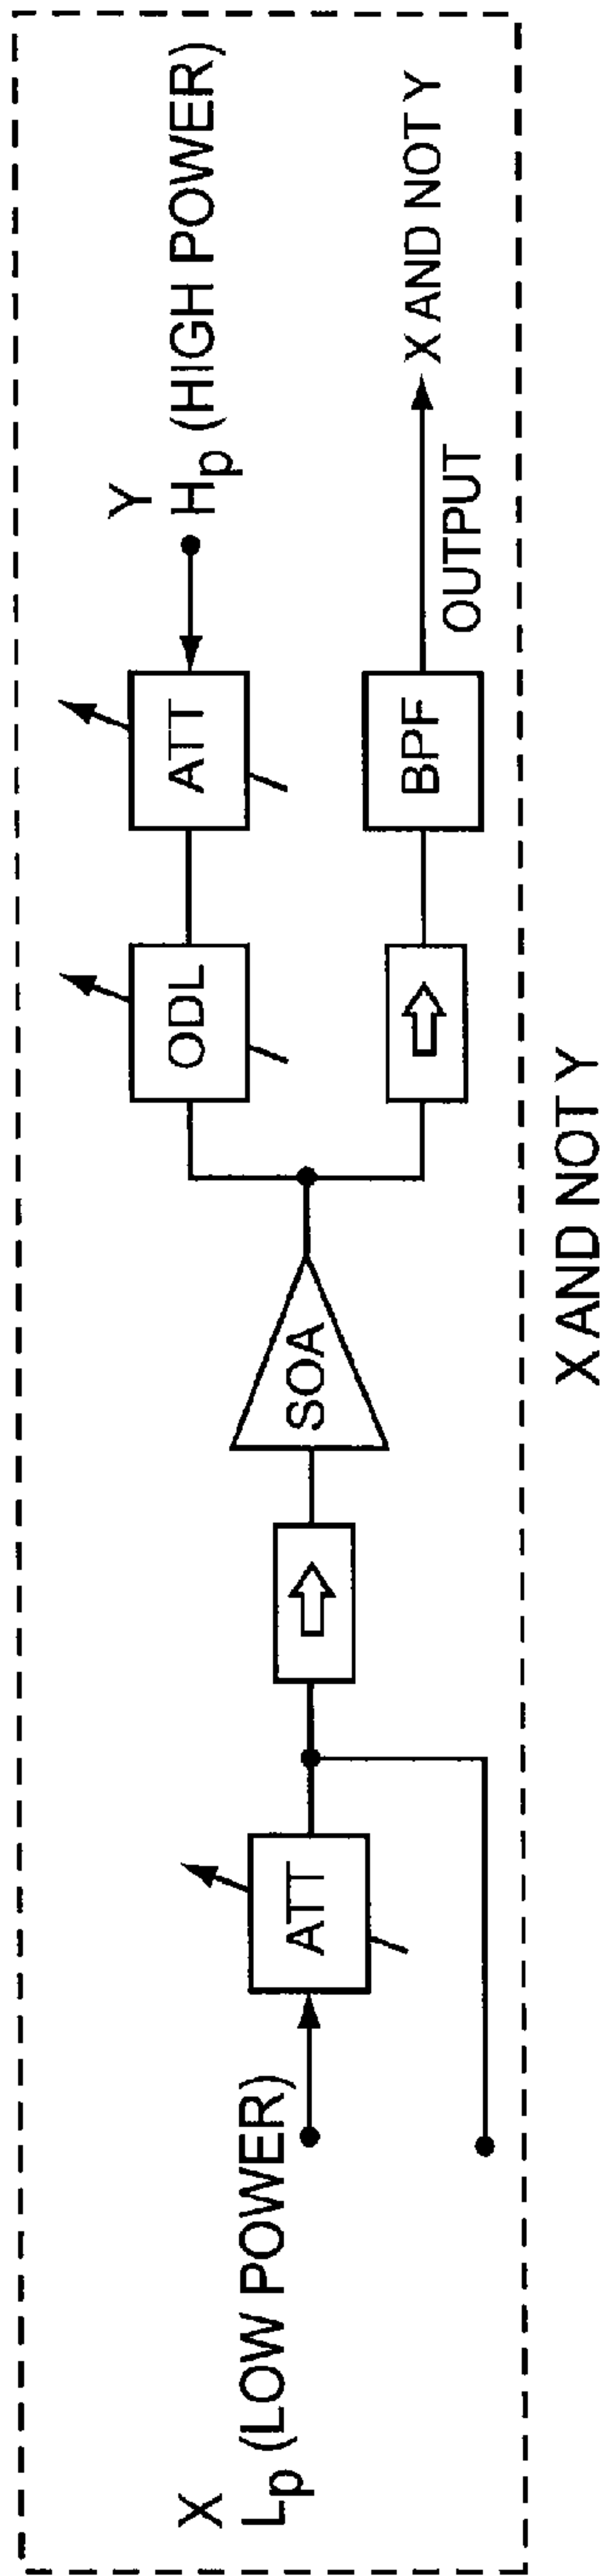 X
Lp (LOW POWER)
ATT
SOA
ODL
ATT
Y
Hp (HIGH POWER)
BPF
OUTPUT
X AND NOT Y
X AND NOT Y